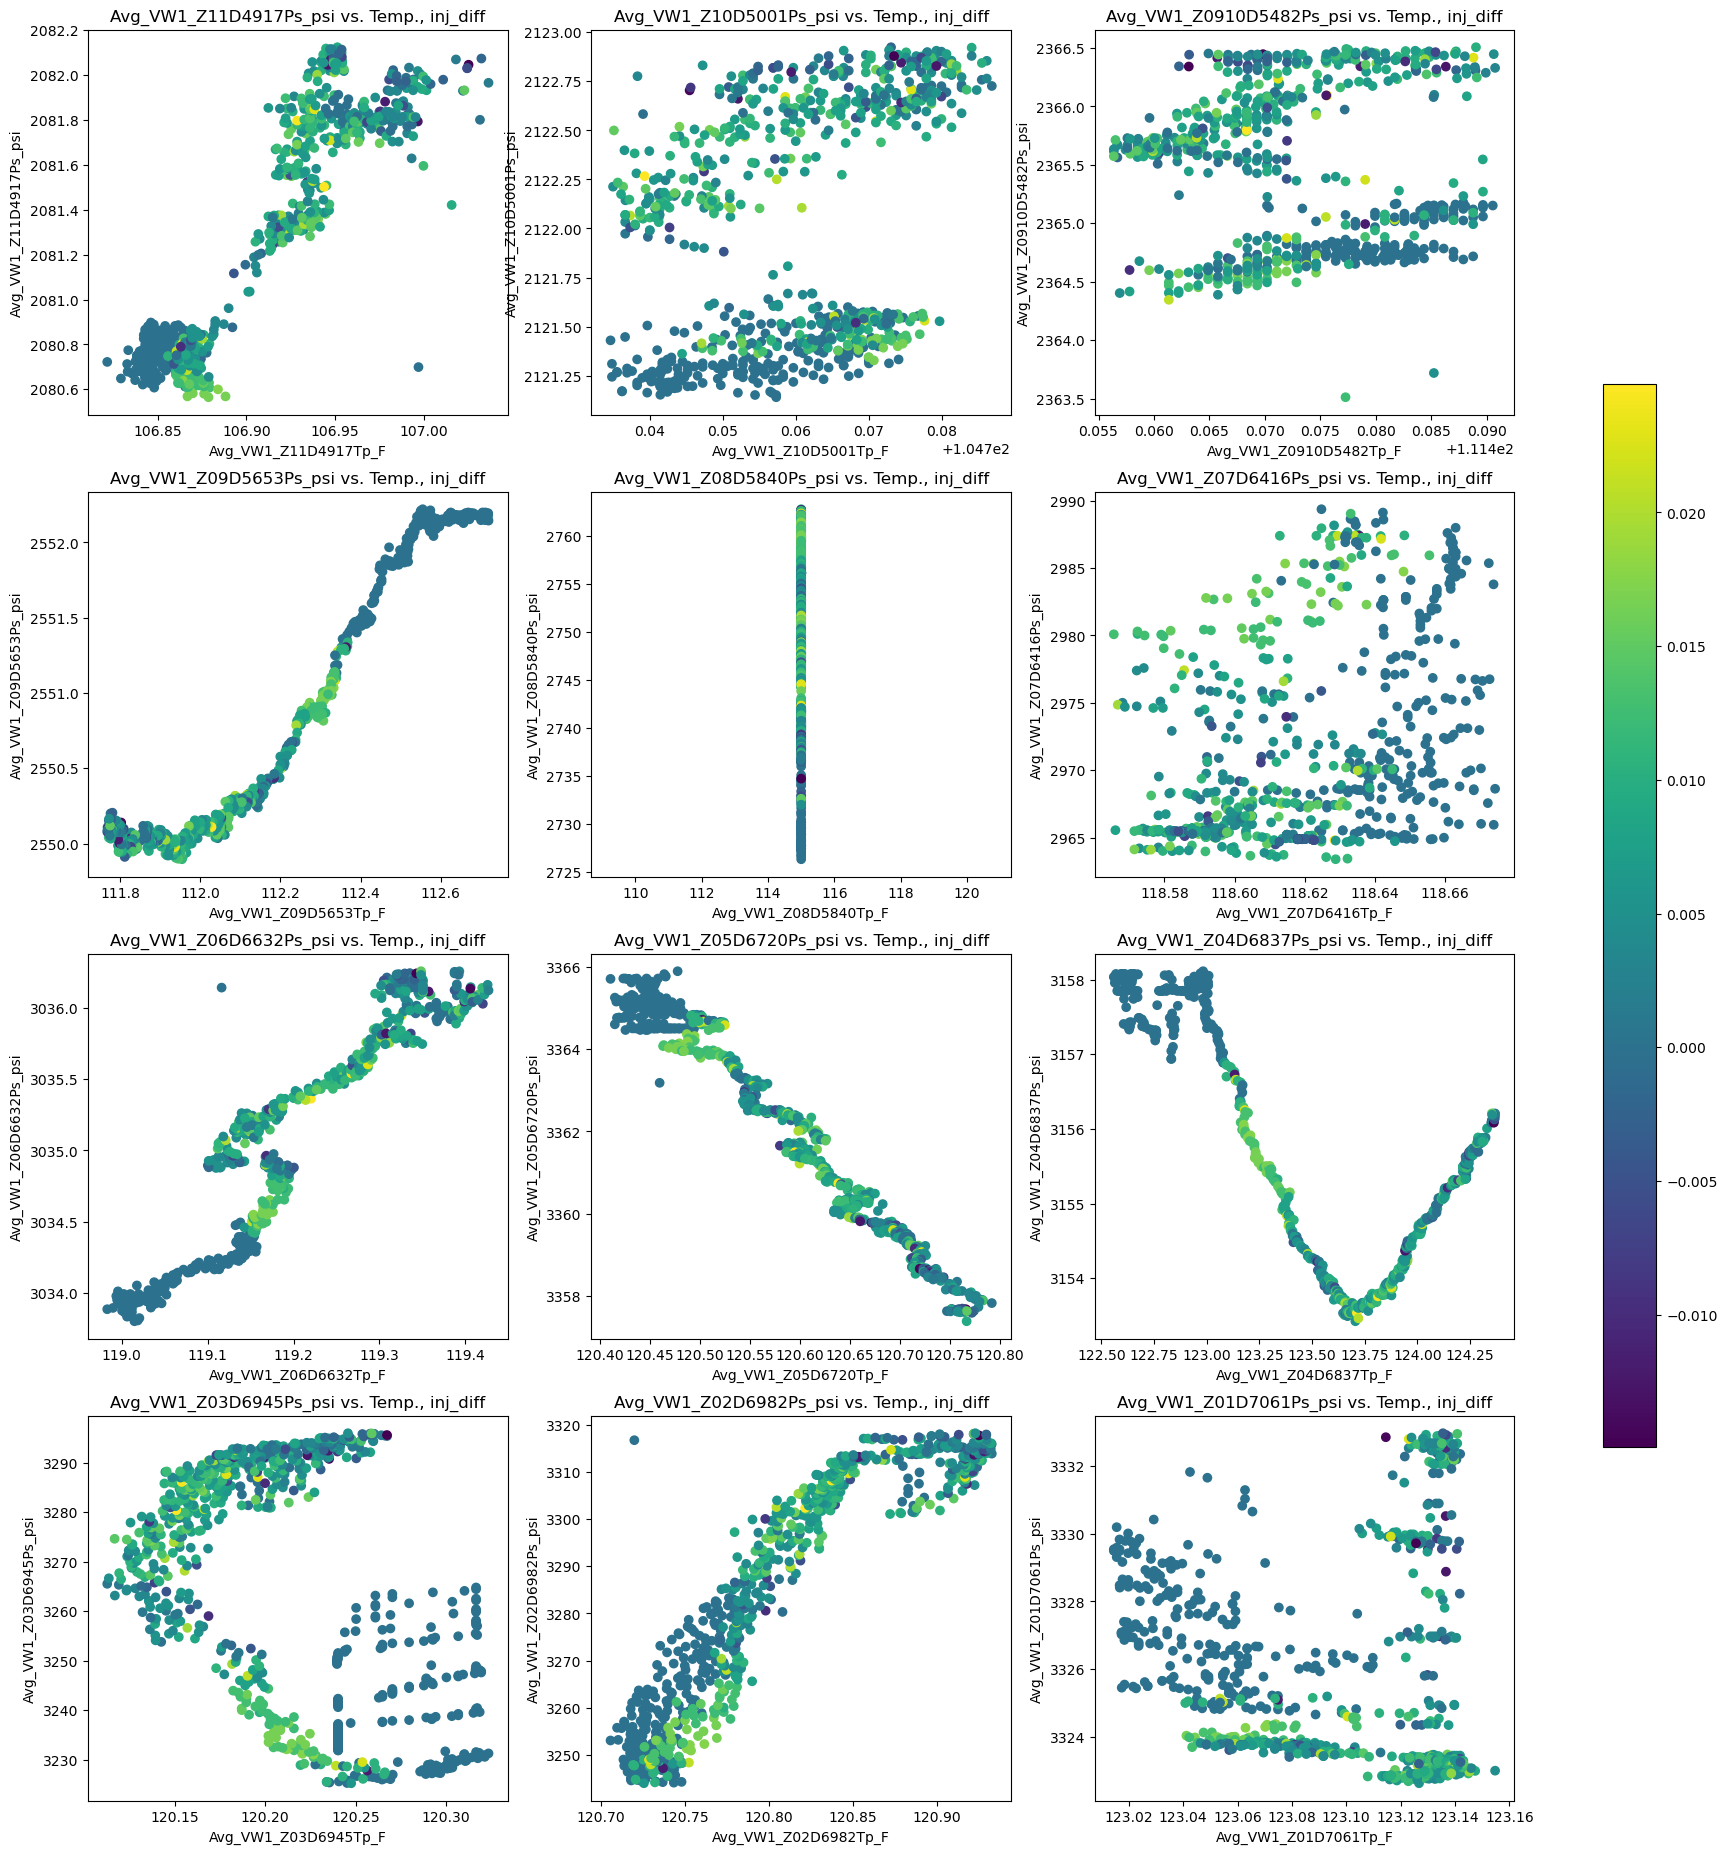 Avg_VW1_Z11D4917Ps_psi vs. Temp., inj_diff
Avg_VW1_Z11D4917Ps_psi
2082.2
2082.0
2081.8
2081.6
2081.4
2081.2
2081.0
2080.8
2080.6
106.85 106.90 106.95 107.00
Avg_VW1_Z11D4917Tp_F
Avg_VW1_Z10D5001Ps_psi vs. Temp., inj_diff
Avg_VW1_Z10D5001Ps_psi
2123.00
2122.75
2122.50
2122.25
2122.00
2121.75
2121.50
2121.25
0.04 0.05 0.06 0.07 0.08
+1.047e2
Avg_VW1_Z10D5001Tp_F
Avg_VW1_Z0910D5482Ps_psi vs. Temp., inj_diff
Avg_VW1_Z0910D5482Ps_psi
2366.5
2366.0
2365.5
2365.0
2364.5
2364.0
2363.5
0.055 0.060 0.065 0.070 0.075 0.080 0.085 0.090
+1.114e2
Avg_VW1_Z0910D5482Tp_F
Avg_VW1_Z09D5653Ps_psi vs. Temp., inj_diff
Avg_VW1_Z09D5653Ps_psi
2552.0
2551.5
2551.0
2550.5
2550.0
111.8 112.0 112.2 112.4 112.6
Avg_VW1_Z09D5653Tp_F
Avg_VW1_Z08D5840Ps_psi vs. Temp., inj_diff
Avg_VW1_Z08D5840Ps_psi
2760
2755
2750
2745
2740
2735
2730
2725
110 112 114 116 118 120
Avg_VW1_Z08D5840Tp_F
Avg_VW1_Z07D6416Ps_psi vs. Temp., inj_diff
Avg_VW1_Z07D6416Ps_psi
2990
2985
2980
2975
2970
2965
118.58 118.60 118.62 118.64 118.66
Avg_VW1_Z07D6416Tp_F
Avg_VW1_Z06D6632Ps_psi vs. Temp., inj_diff
Avg_VW1_Z06D6632Ps_psi
3036.0
3035.5
3035.0
3034.5
3034.0
119.0 119.1 119.2 119.3 119.4
Avg_VW1_Z06D6632Tp_F
Avg_VW1_Z05D6720Ps_psi vs. Temp., inj_diff
Avg_VW1_Z05D6720Ps_psi
3366
3364
3362
3360
3358
120.40 120.45 120.50 120.55 120.60 120.65 120.70 120.75 120.80
Avg_VW1_Z05D6720Tp_F
Avg_VW1_Z04D6837Ps_psi vs. Temp., inj_diff
Avg_VW1_Z04D6837Ps_psi
3158
3157
3156
3155
3154
122.50 122.75 123.00 123.25 123.50 123.75 124.00 124.25
Avg_VW1_Z04D6837Tp_F
Avg_VW1_Z03D6945Ps_psi vs. Temp., inj_diff
Avg_VW1_Z03D6945Ps_psi
3290
3280
3270
3260
3250
3240
3230
120.15 120.20 120.25 120.30
Avg_VW1_Z03D6945Tp_F
Avg_VW1_Z02D6982Ps_psi vs. Temp., inj_diff
Avg_VW1_Z02D6982Ps_psi
3320
3310
3300
3290
3280
3270
3260
3250
120.70 120.75 120.80 120.85 120.90
Avg_VW1_Z02D6982Tp_F
Avg_VW1_Z01D7061Ps_psi vs. Temp., inj_diff
Avg_VW1_Z01D7061Ps_psi
3332
3330
3328
3326
3324
123.02 123.04 123.06 123.08 123.10 123.12 123.14 123.16
Avg_VW1_Z01D7061Tp_F
0.020
0.015
0.010
0.005
0.000
−0.005
−0.010